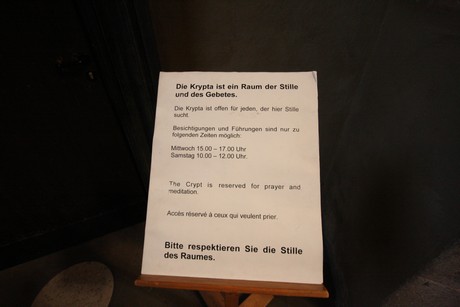 Die Krypta ist ein Raum der Stille
und des Gebetes.
Die Krypta ist offen für jeden, der hier Stille
sucht.
Besichtigungen und Führungen sind nur zu
folgenden Zeiten möglich:
Mittwoch 15.00 – 17.00 Uhr
Samstag 10.00 – 12.00 Uhr.
The Crypt is reserved for prayer and
meditation.
Accès réservé à ceux qui veulent prier.
Bitte respektieren Sie die Stille
des Raumes.